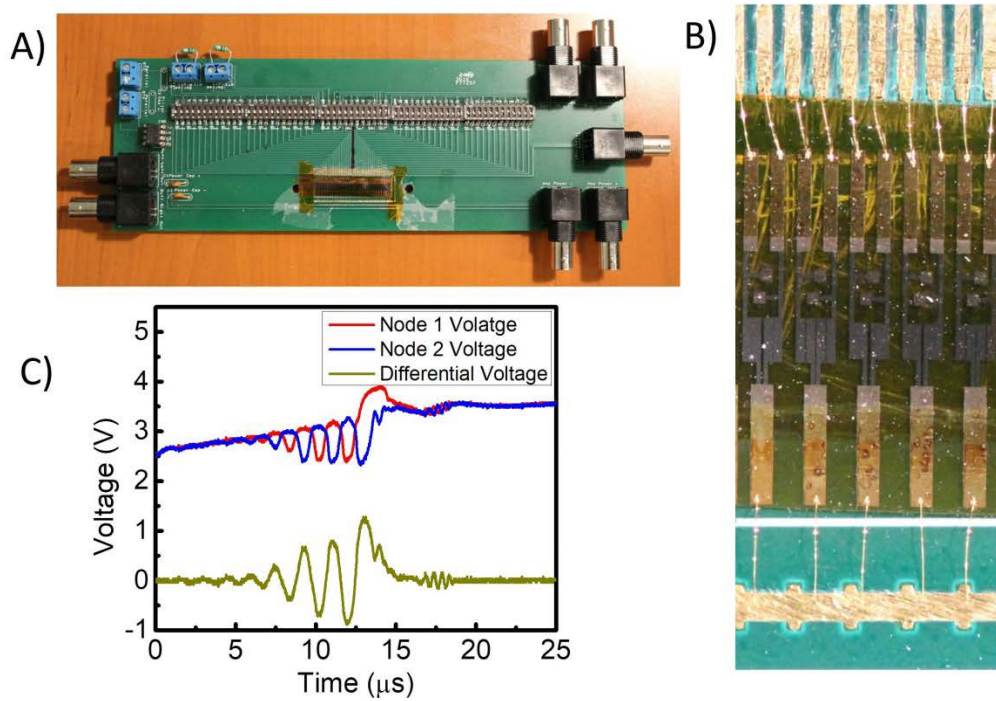 A)
B)
C)
Node 1 Volatge
Node 2 Voltage
Differential Voltage
5
4
3
2
1
0
-1
Voltage (V)
0 5 10 15 20 25
Time (μs)